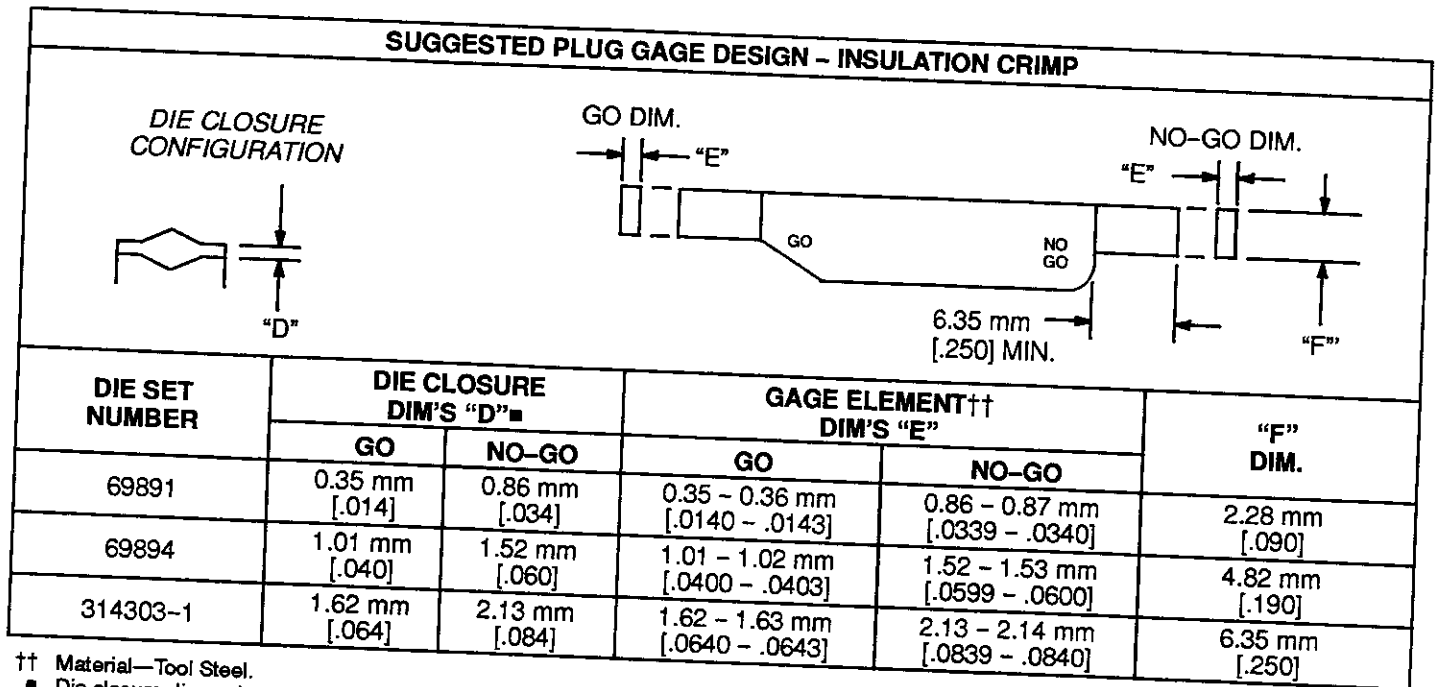 SUGGESTED PLUG GAGE DESIGN – INSULATION CRIMP
DIE CLOSURE
CONFIGURATION
"D"
GO DIM.
"E"
NO–GO DIM.
"E"
GO
NO
GO
6.35 mm
[.250] MIN.
"F"'
DIE SET
NUMBER
DIE CLOSURE
DIM'S "D"■
GAGE ELEMENT††
DIM'S "E"
"F"
DIM.
GO
NO–GO
GO
NO–GO
69891
0.35 mm
[.014]
0.86 mm
[.034]
0.35 – 0.36 mm
[.0140 – .0143]
0.86 – 0.87 mm
[.0339 – .0340]
2.28 mm
[.090]
69894
1.01 mm
[.040]
1.52 mm
[.060]
1.01 – 1.02 mm
[.0400 – .0403]
1.52 – 1.53 mm
[.0599 – .0600]
4.82 mm
[.190]
314303–1
1.62 mm
[.064]
2.13 mm
[.084]
1.62 – 1.63 mm
[.0640 – .0643]
2.13 – 2.14 mm
[.0839 – .0840]
6.35 mm
[.250]
†† Material—Tool Steel.
■ Die closure